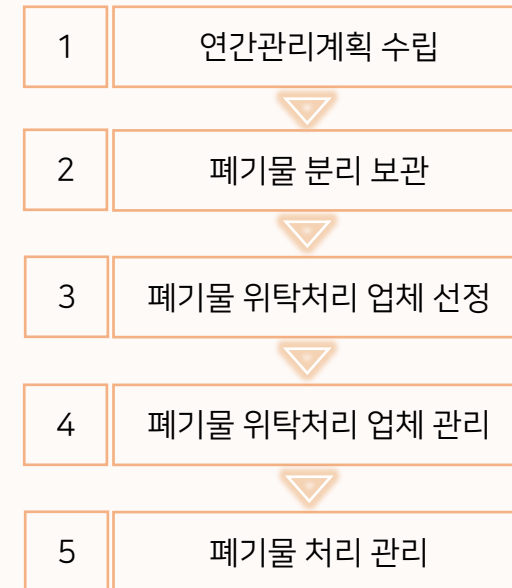 1 연간관리계획 수립
2 폐기물 분리 보관
3 폐기물 위탁처리 업체 선정
4 폐기물 위탁처리 업체 관리
5 폐기물 처리 관리